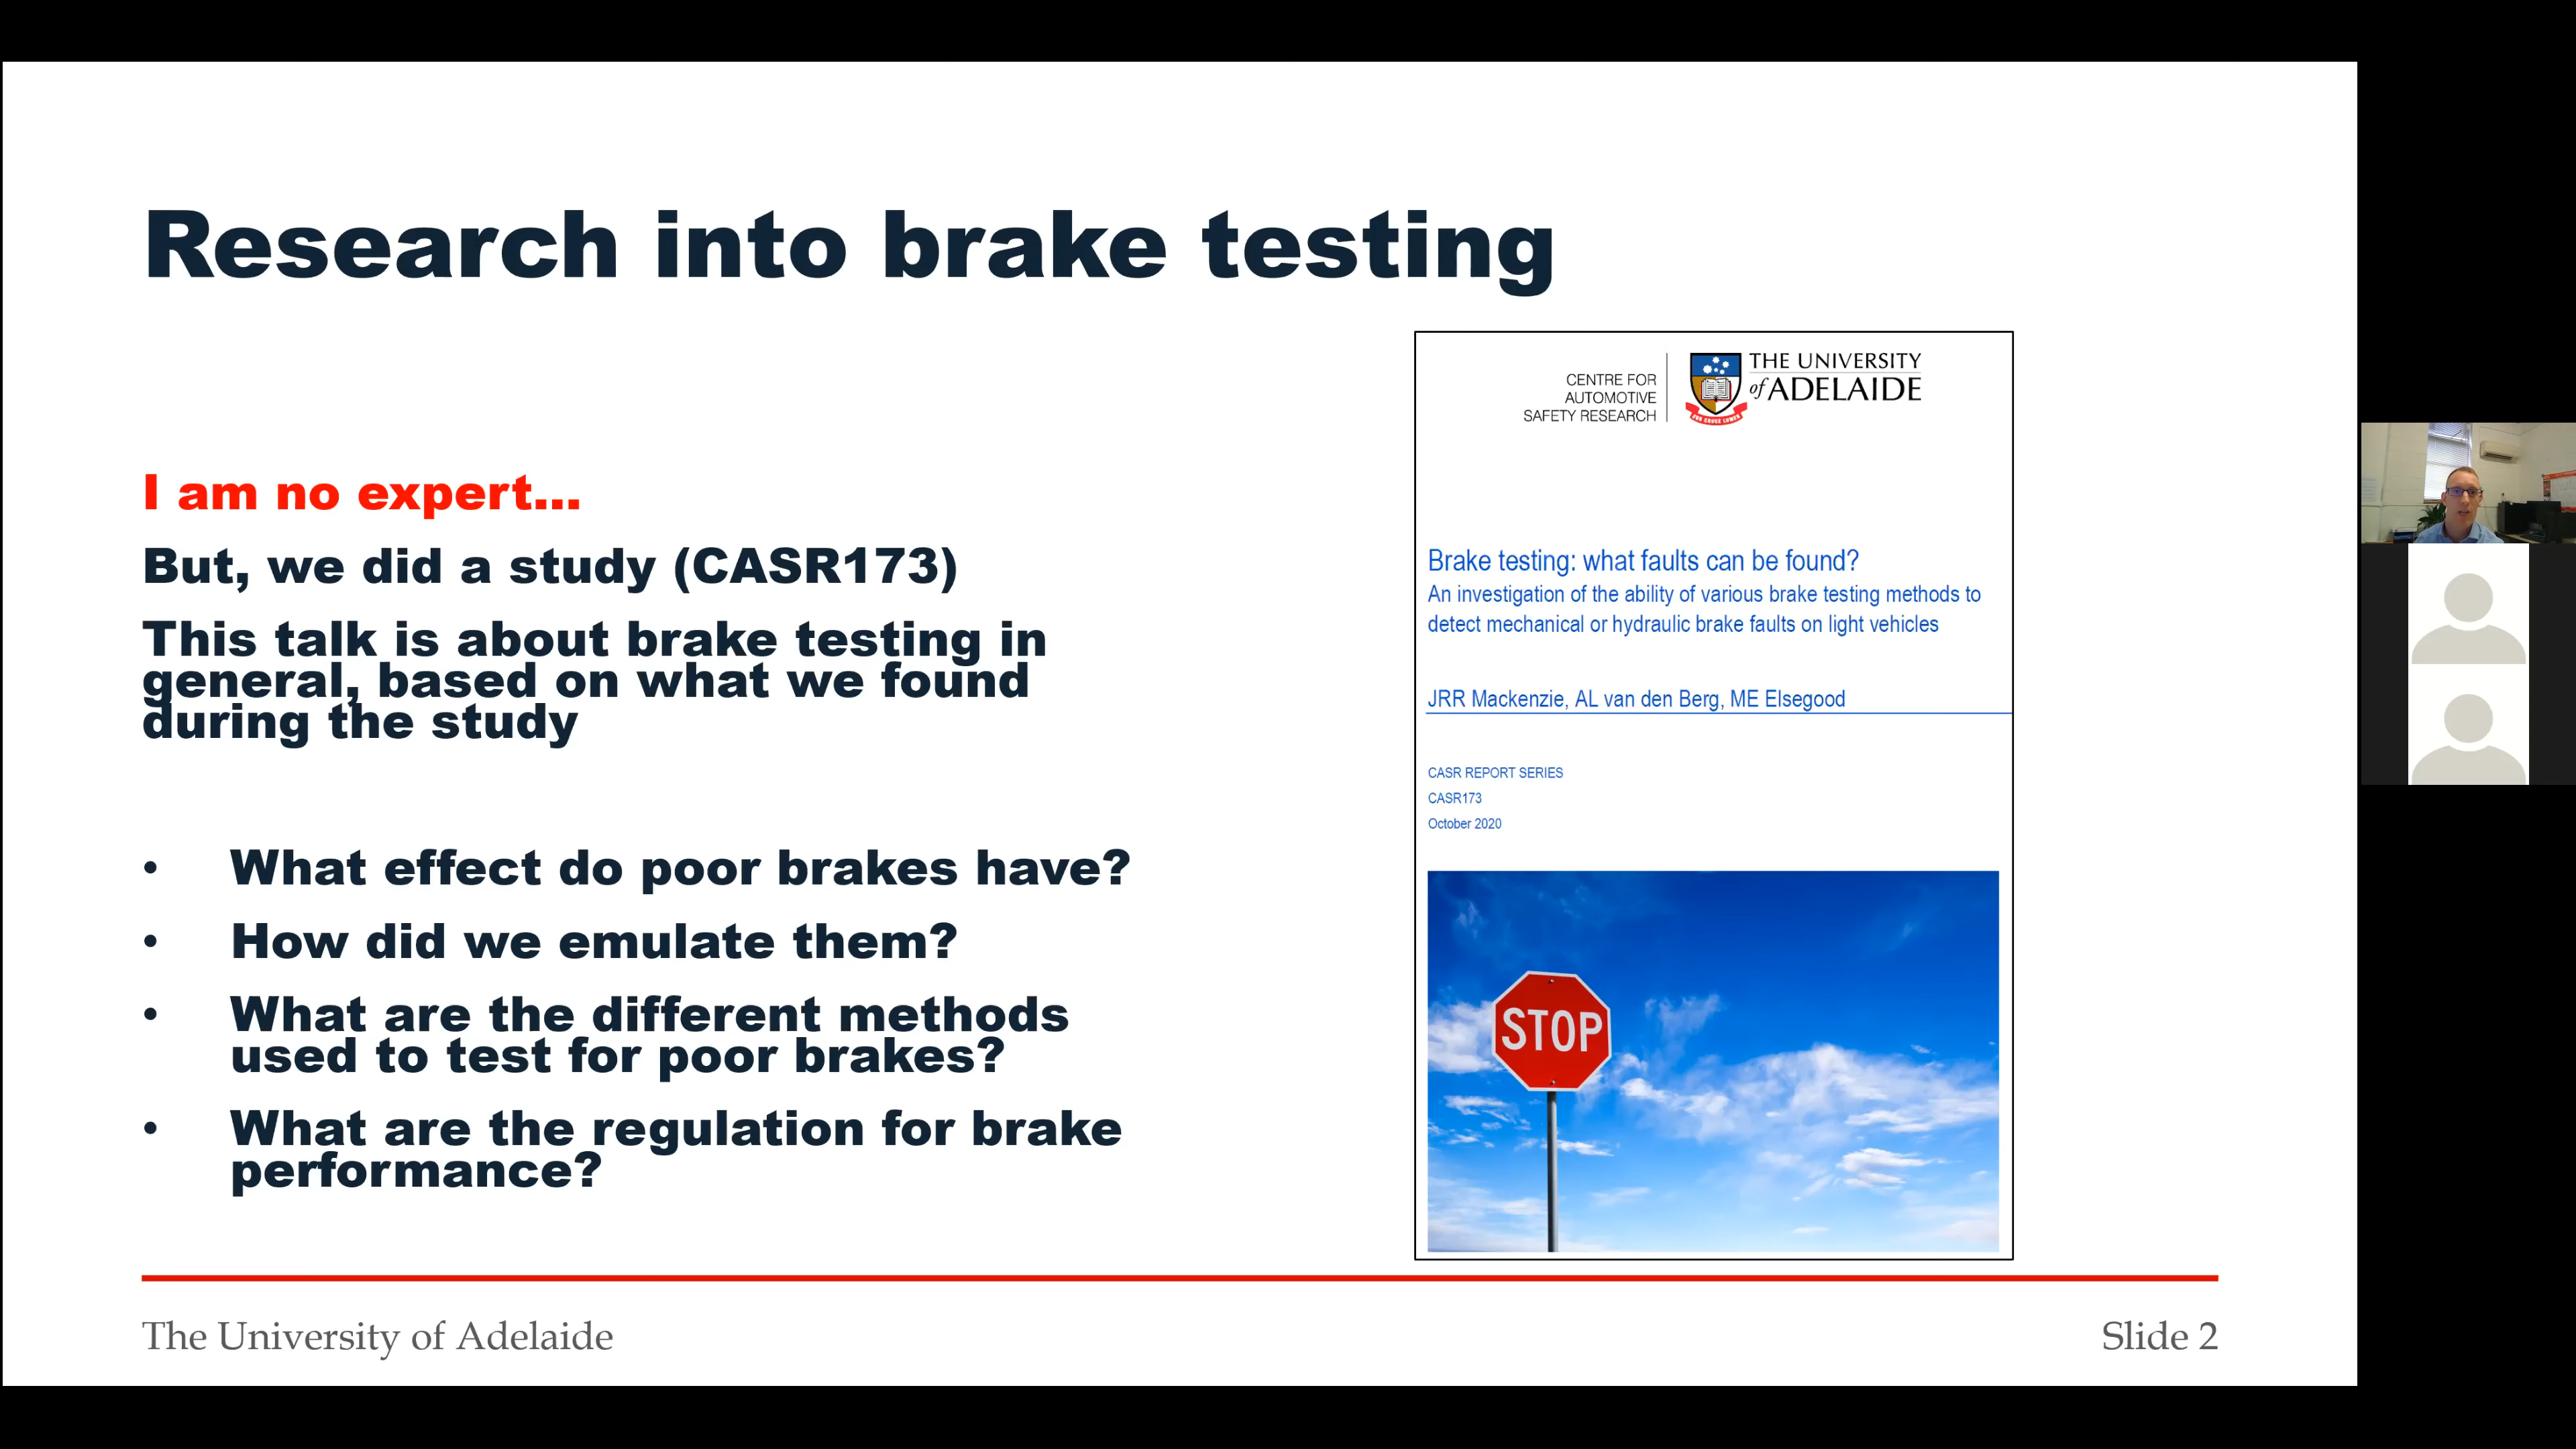 Research into brake testing
I am no expert...
But, we did a study (CASR173)
This talk is about brake testing in
general, based on what we found
during the study
• What effect do poor brakes have?
• How did we emulate them?
• What are the different methods
used to test for poor brakes?
• What are the regulation for brake
performance?
CENTRE FOR
AUTOMOTIVE
SAFETY RESEARCH
THE UNIVERSITY
of ADELAIDE
Brake testing: what faults can be found?
An investigation of the ability of various brake testing methods to
detect mechanical or hydraulic brake faults on light vehicles
JRR Mackenzie, AL van den Berg, ME Elsegood
CASR REPORT SERIES
CASR173
October 2020
STOP
The University of Adelaide
Slide 2